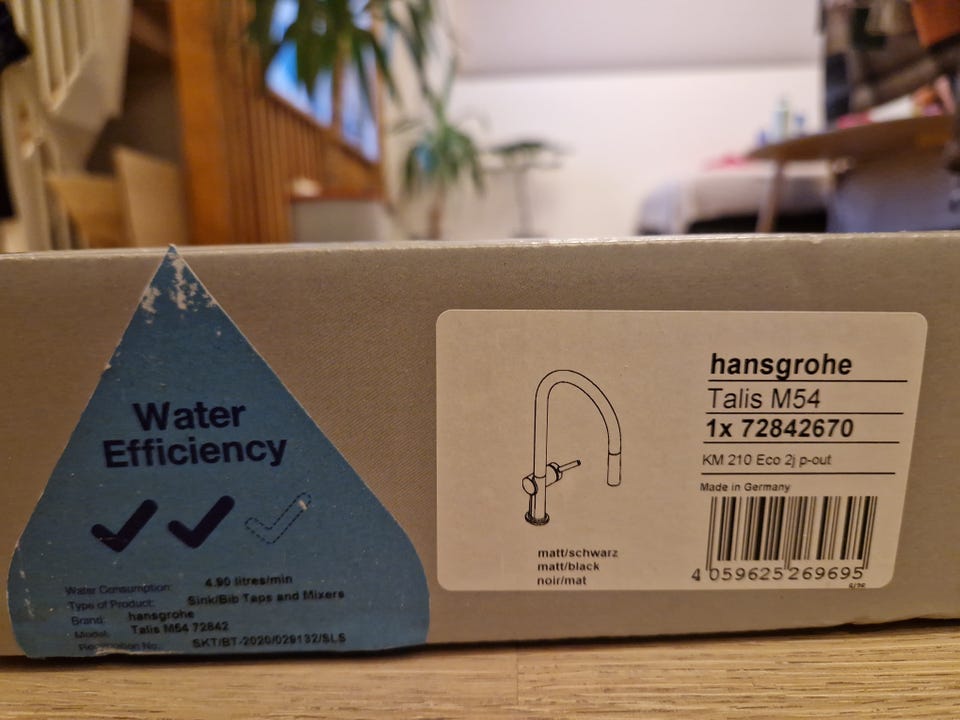 Water
Efficiency
Water Consumption: 4.90 litres/min
Type of Product: Sink/Bib Taps and Mixers
Brand: hansgrohe
Model: Talis M54 72842
Registration No.: SKT/BT-2020/029132/SLS
hansgrohe
Talis M54
1x 72842670
KM 210 Eco 2j p-out
Made in Germany
matt/schwarz
matt/black
noir/mat
4 059625 269695